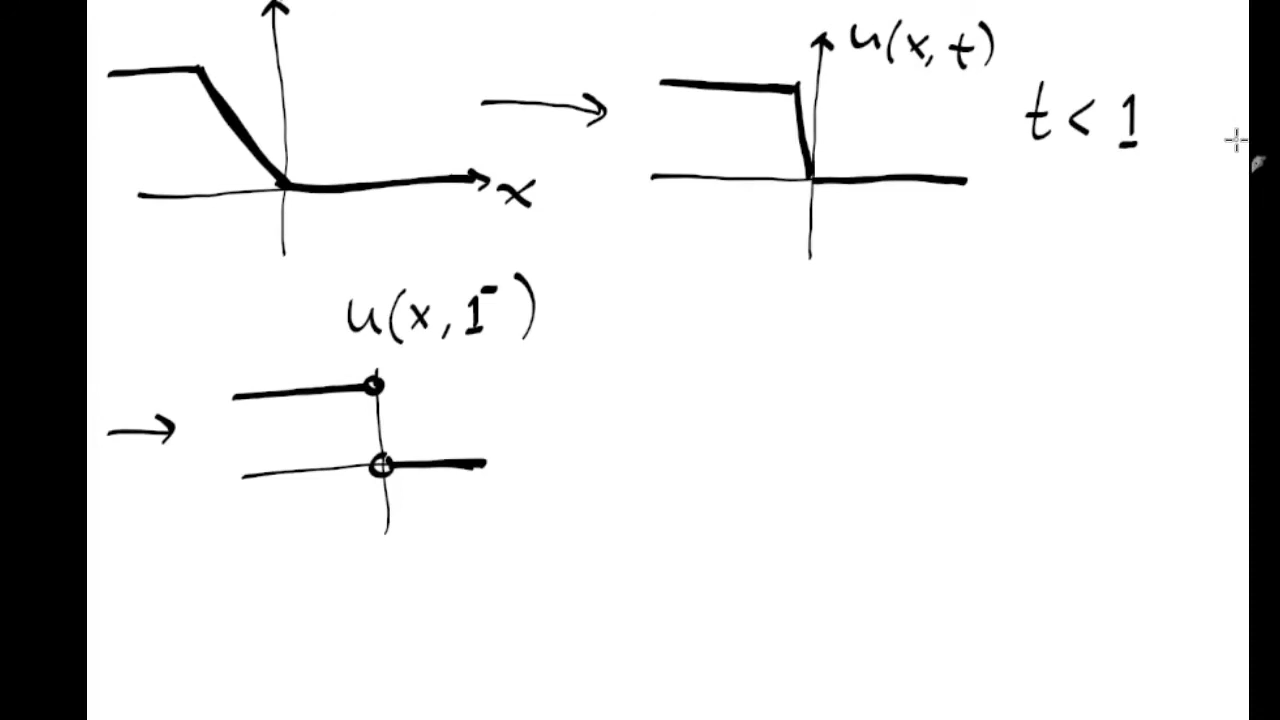 u(x, t)
t < 1
x
u(x, 1⁻)